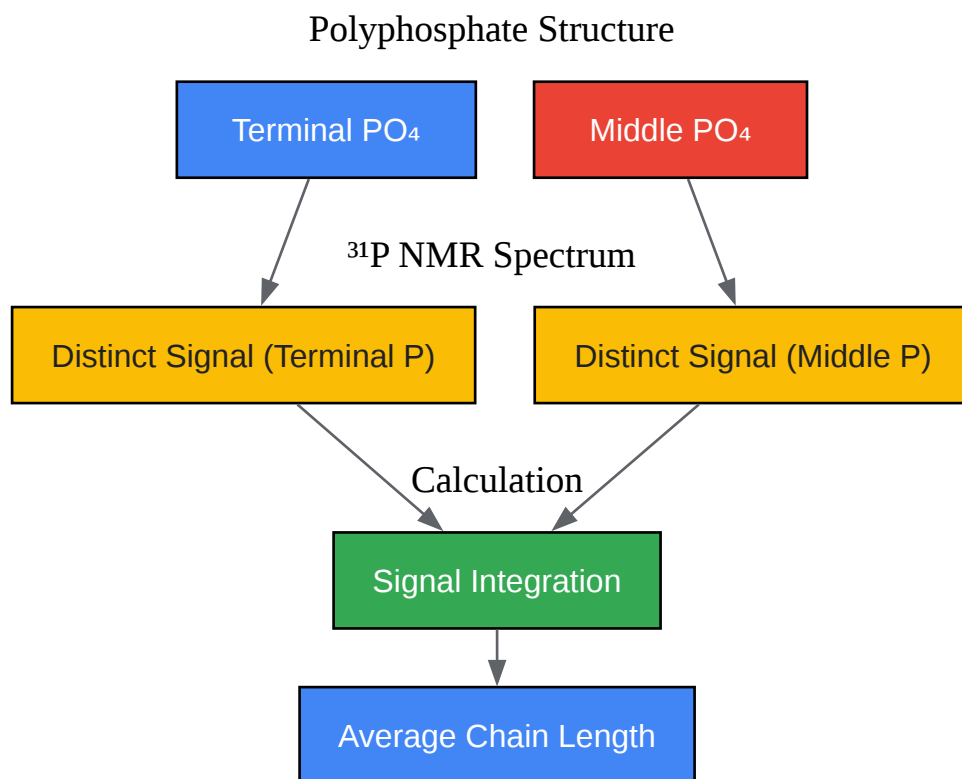 Polyphosphate Structure
Terminal PO₄
Middle PO₄
³¹P NMR Spectrum
Distinct Signal (Terminal P)
Distinct Signal (Middle P)
Calculation
Signal Integration
Average Chain Length